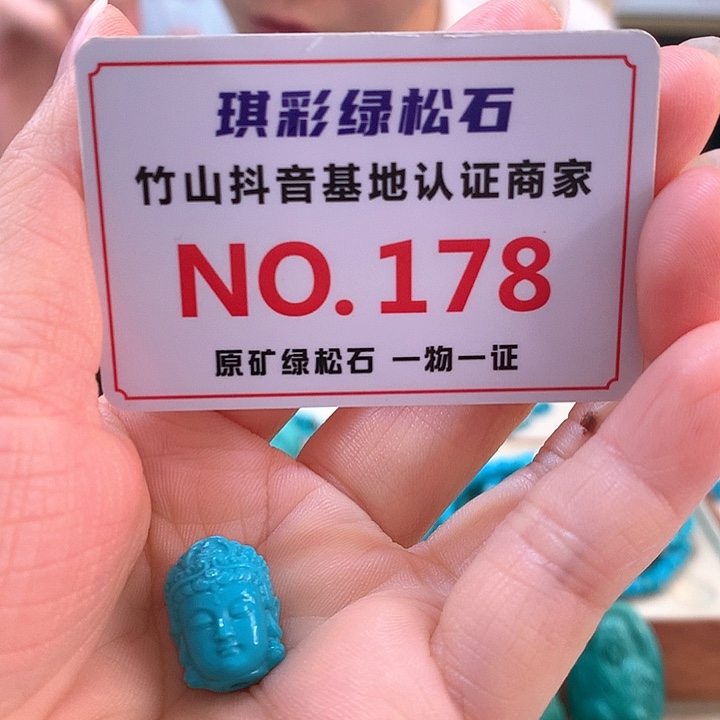 琪彩绿松石
竹山抖音基地认证商家
NO.178
原矿绿松石 一物一证